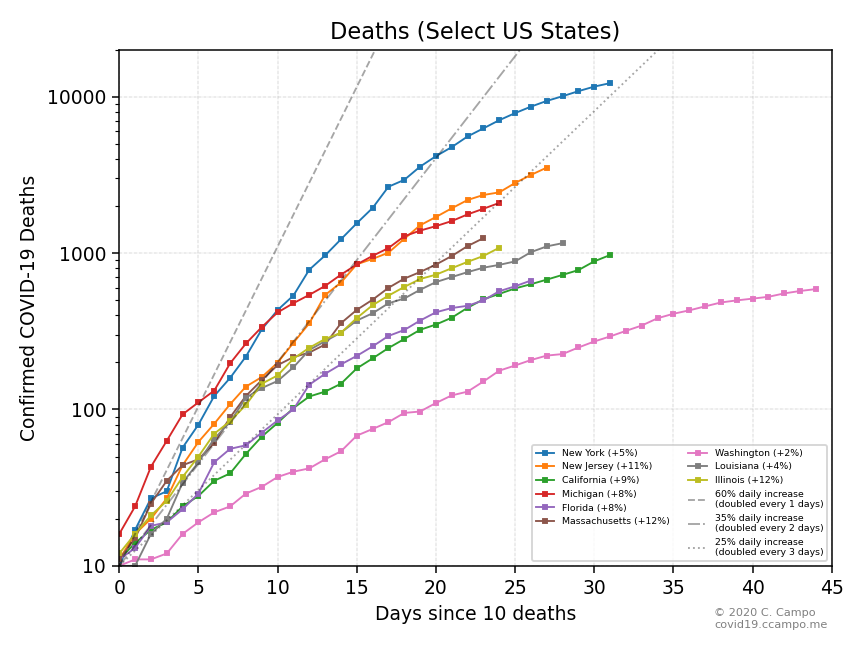 Deaths (Select US States)
Confirmed COVID-19 Deaths
10000
1000
100
10
0 5 10 15 20 25 30 35 40 45
Days since 10 deaths
New York (+5%)
New Jersey (+11%)
California (+9%)
Michigan (+8%)
Florida (+8%)
Massachusetts (+12%)
Washington (+2%)
Louisiana (+4%)
Illinois (+12%)
60% daily increase
(doubled every 1 days)
35% daily increase
(doubled every 2 days)
25% daily increase
(doubled every 3 days)
© 2020 C. Campo
covid19.ccampo.me